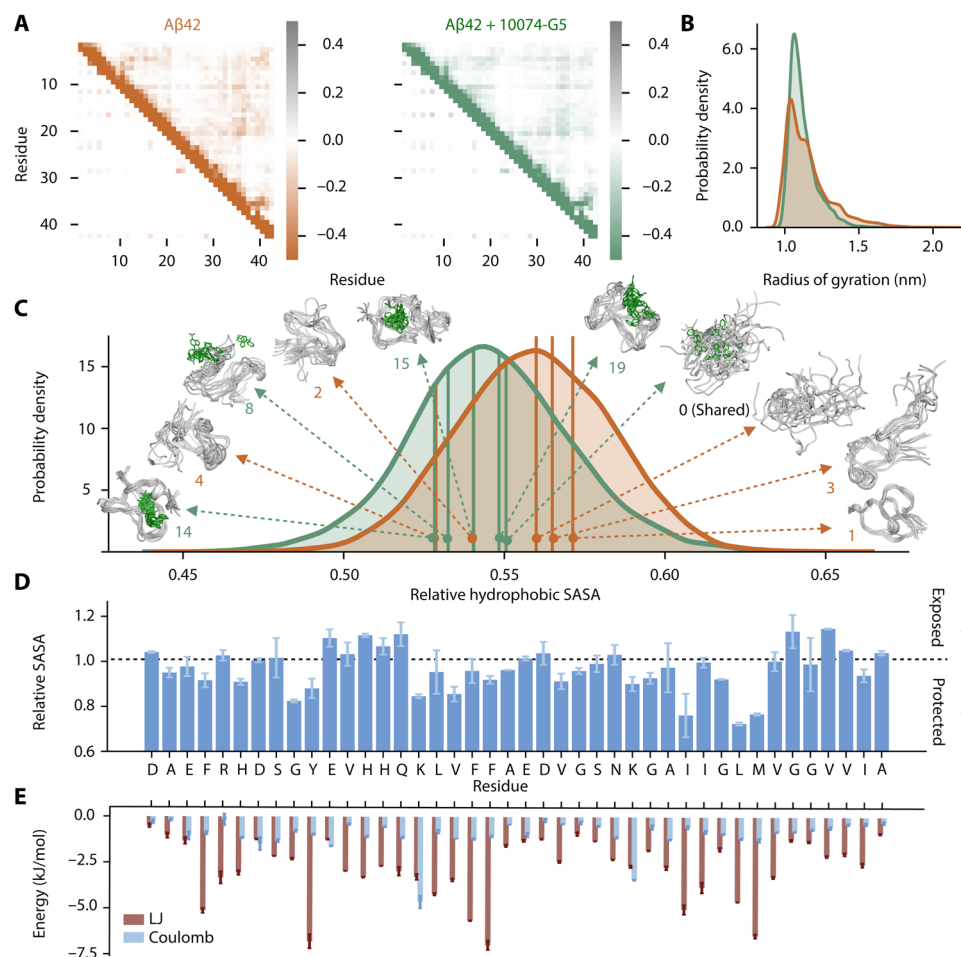 A
Aβ42
Aβ42 + 10074-G5
B
Residue
10
20
30
40
10 20 30 40
0.4
0.2
0.0
−0.2
−0.4
10 20 30 40
0.4
0.2
0.0
−0.2
−0.4
Residue
Probability density
6.0
4.0
2.0
0.0
1.0 1.5 2.0
Radius of gyration (nm)
C
Probability density
15
10
5
14
4
8
2
15
19
0 (Shared)
3
1
0.45 0.50 0.55 0.60 0.65
Relative hydrophobic SASA
D
Relative SASA
1.2
1.0
0.8
0.6
Exposed
Protected
D A E F R H D S G Y E V H H Q K L V F F A E D V G S N K G A I I G L M V G G V V I A
Residue
E
Energy (kJ/mol)
0.0
−2.5
−5.0
−7.5
LJ
Coulomb